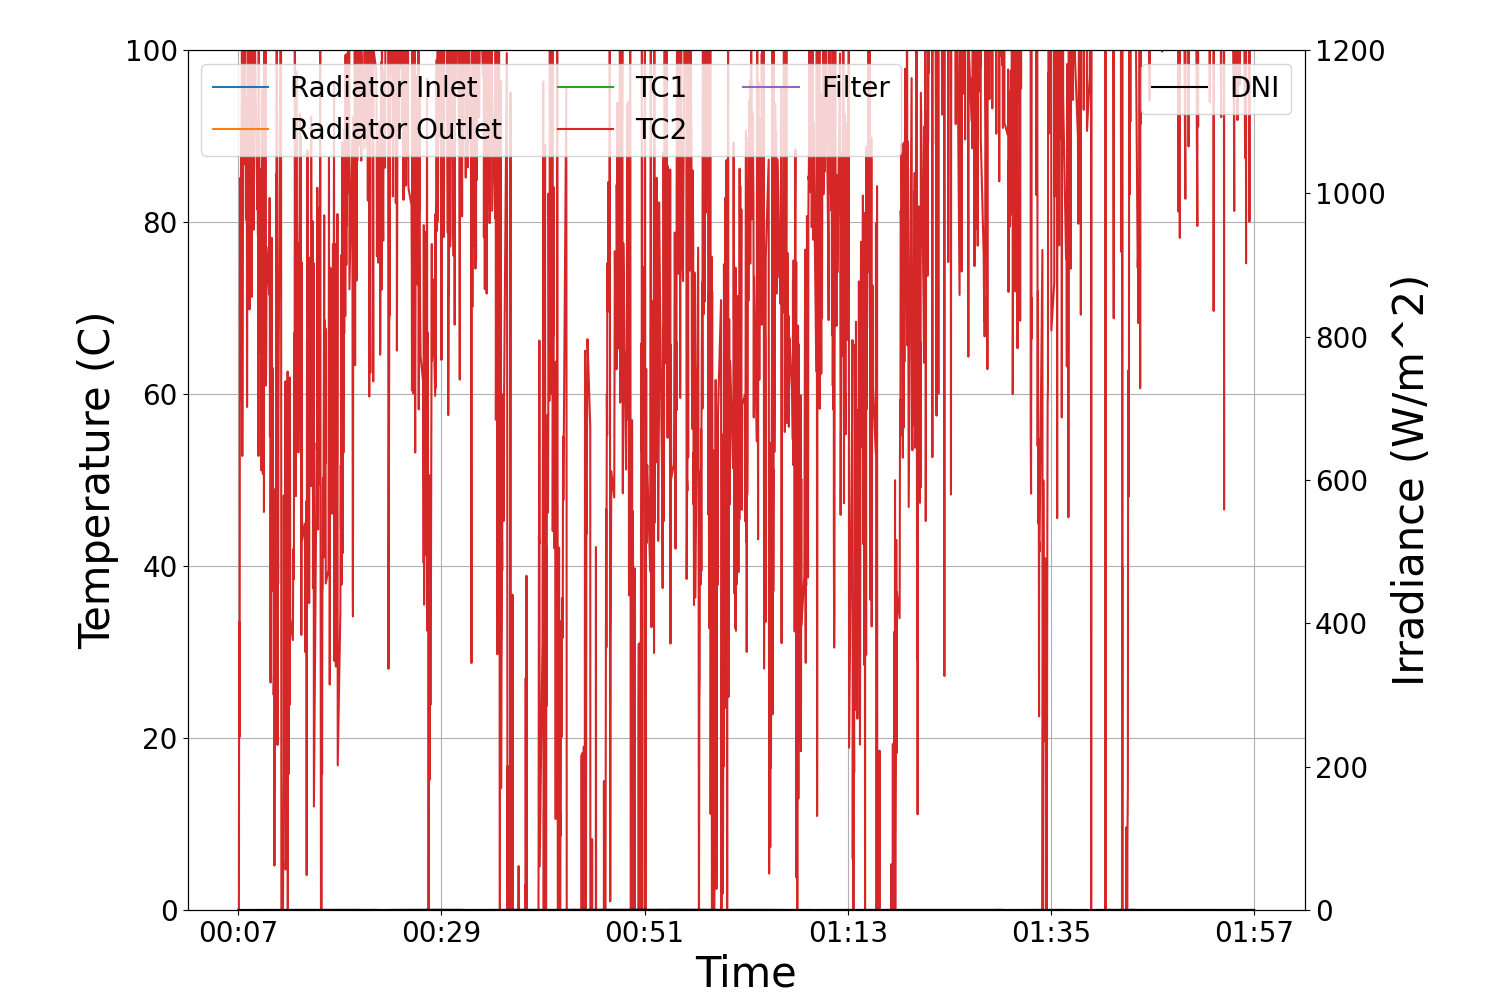 100
80
60
40
20
0
Temperature (C)
Radiator Inlet
Radiator Outlet
TC1
TC2
Filter
DNI
1200
1000
800
600
400
200
0
Irradiance (W/m^2)
00:07 00:29 00:51 01:13 01:35 01:57
Time